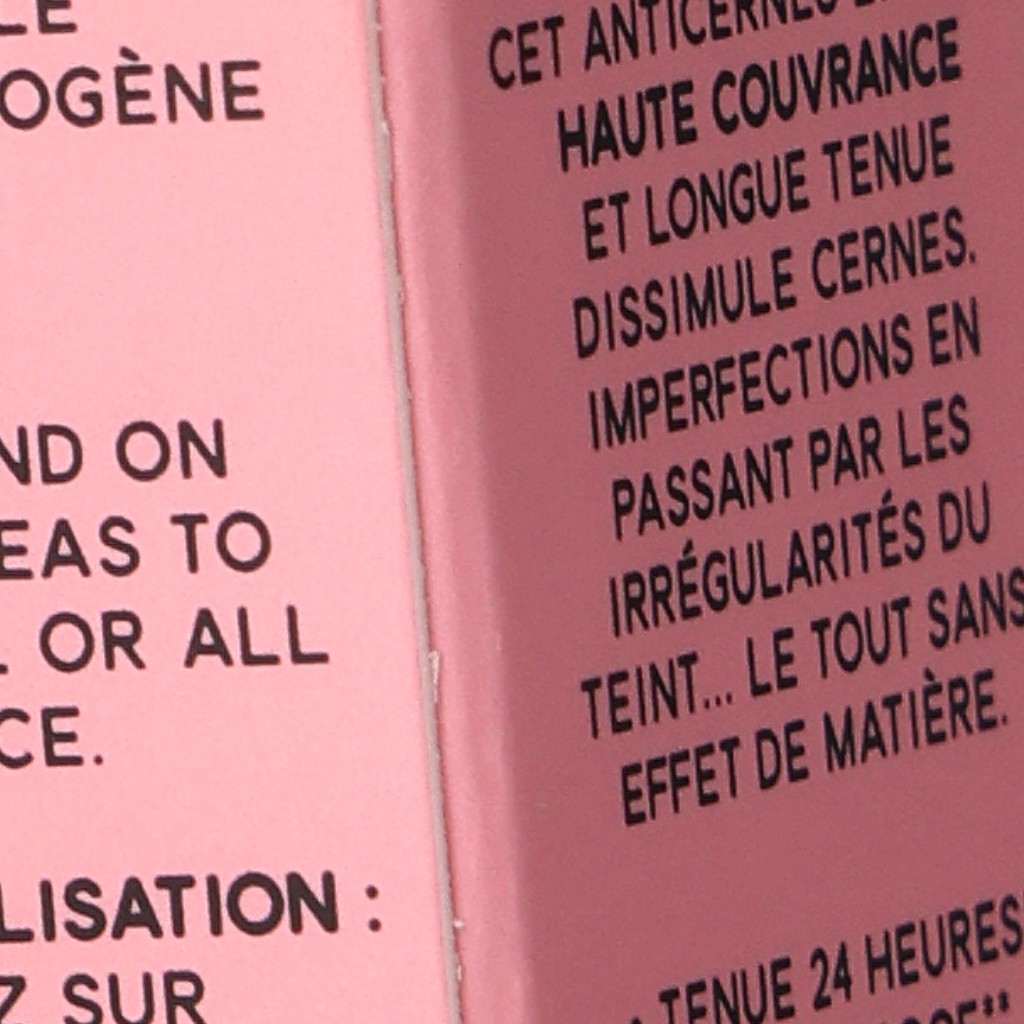 OGÈNE
ND ON
EAS TO
OR ALL
CE.
LISATION :
Z SUR
CET ANTICERNES
HAUTE COUVRANCE
ET LONGUE TENUE
DISSIMULE CERNES.
IMPERFECTIONS EN
PASSANT PAR LES
IRRÉGULARITÉS DU
TEINT... LE TOUT SANS
EFFET DE MATIÈRE.
TENUE 24 HEURES